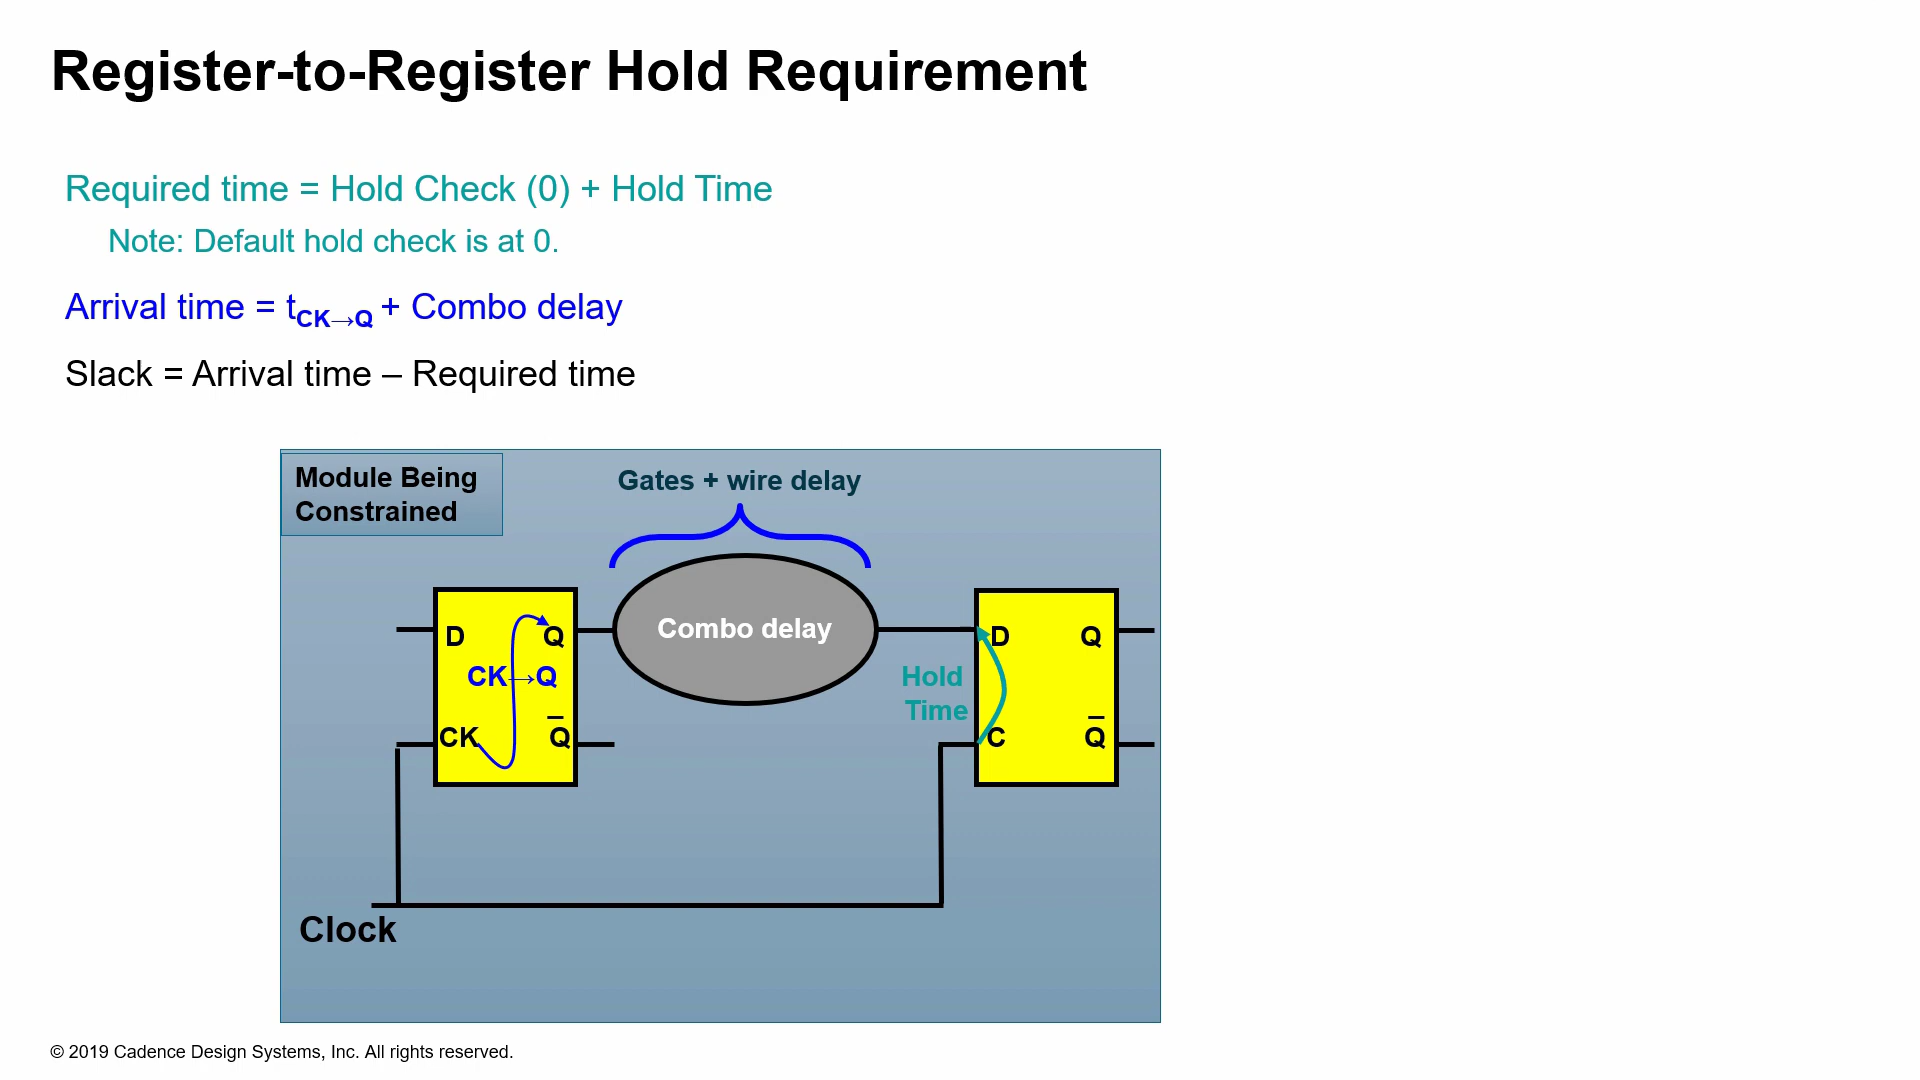 Register-to-Register Hold Requirement
Required time = Hold Check (0) + Hold Time
Note: Default hold check is at 0.
Arrival time = tCK→Q + Combo delay
Slack = Arrival time – Required time
Module Being
Constrained
Gates + wire delay
D
Q
CK→Q
CK
Q̅
Combo delay
Hold
Time
D
Q
C
Q̅
Clock
© 2019 Cadence Design Systems, Inc. All rights reserved.